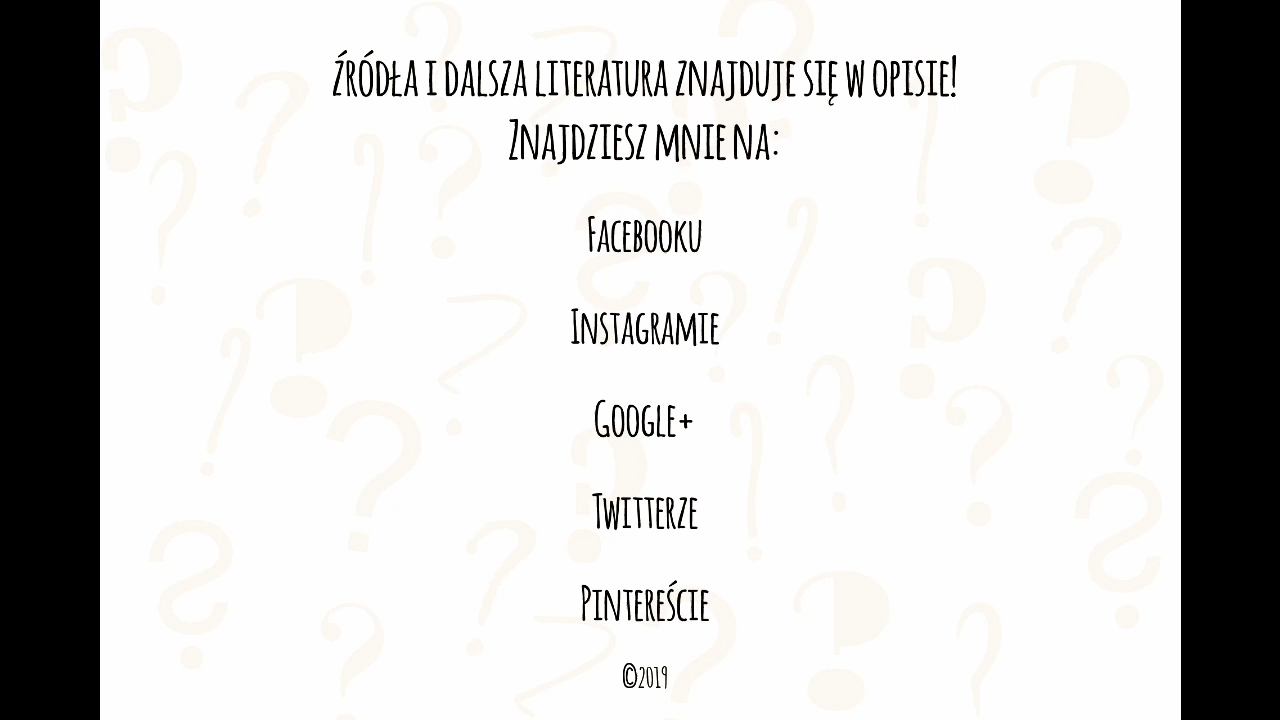 Źródła i dalsza literatura znajduje się w opisie!
Znajdziesz mnie na:
Facebooku
Instagramie
Google+
Twitterze
Pintereście
©2019